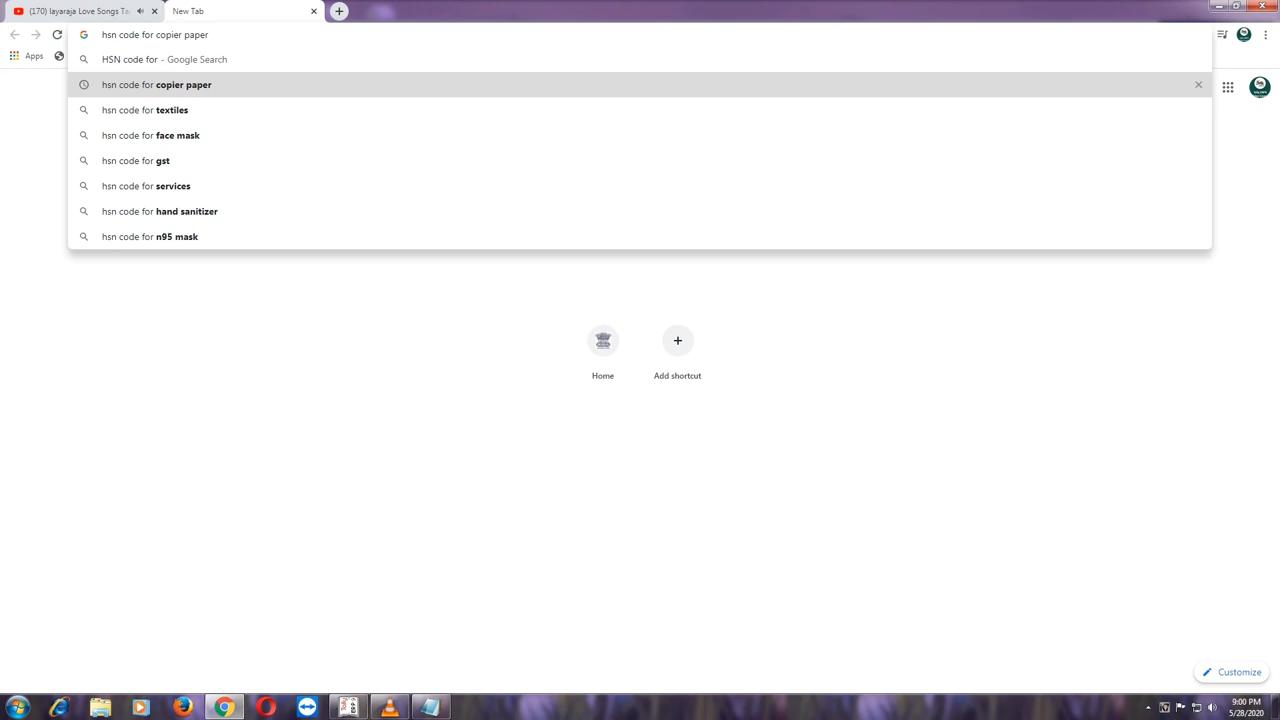 (170) Iayaraja Love Songs Ta
New Tab
hsn code for copier paper
Apps
HSN code for - Google Search
hsn code for copier paper
hsn code for textiles
hsn code for face mask
hsn code for gst
hsn code for services
hsn code for hand sanitizer
hsn code for n95 mask
Home
Add shortcut
Customize
9:00 PM
5/28/2020